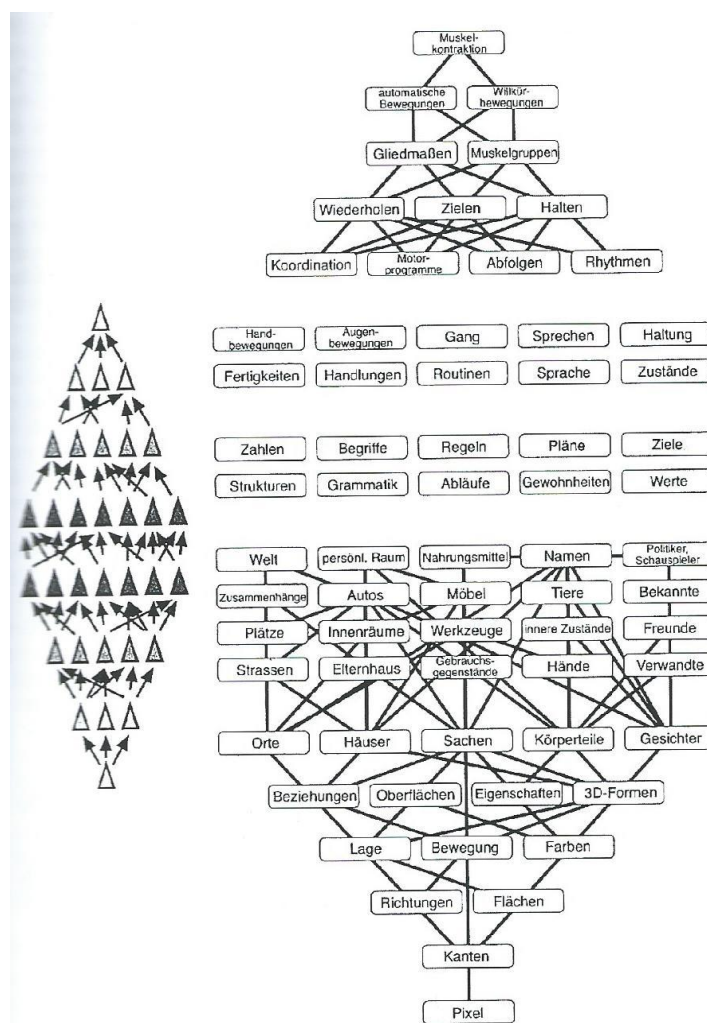 Muskel-
kontraktion
automatische Willkür-
Bewegungen bewegungen
Gliedmaßen Muskelgruppen
Wiederholen Zielen Halten
Koordination Motor-
programme Abfolgen Rhythmen
Hand-
bewegungen Augen-
bewegungen Gang Sprechen Haltung
Fertigkeiten Handlungen Routinen Sprache Zustände
Zahlen Begriffe Regeln Pläne Ziele
Strukturen Grammatik Abläufe Gewohnheiten Werte
Welt persönl. Raum Nahrungsmittel Namen Politiker,
Schauspieler
Zusammenhänge Autos Möbel Tiere Bekannte
Plätze Innenräume Werkzeuge innere Zustände Freunde
Strassen Elternhaus Gebrauchs-
gegenstände Hände Verwandte
Orte Häuser Sachen Körperteile Gesichter
Beziehungen Oberflächen Eigenschaften 3D-Formen
Lage Bewegung Farben
Richtungen Flächen
Kanten
Pixel